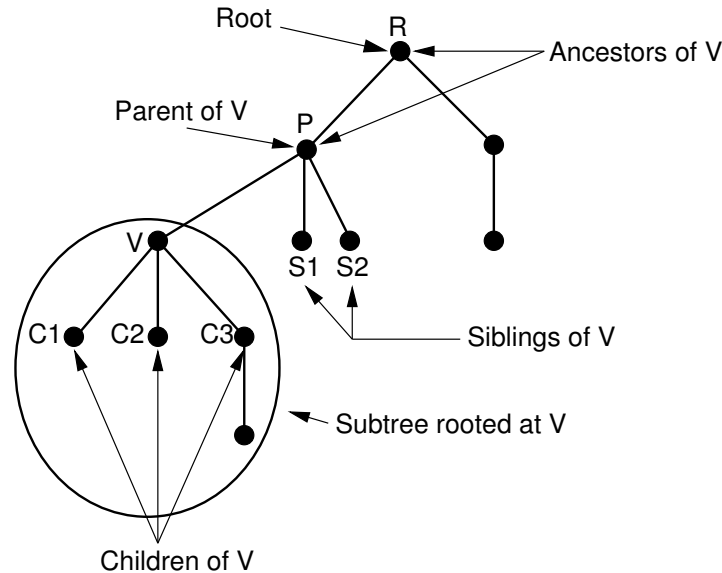 Root
R
Ancestors of V
Parent of V
P
V
S1
S2
C1
C2
C3
Siblings of V
Subtree rooted at V
Children of V